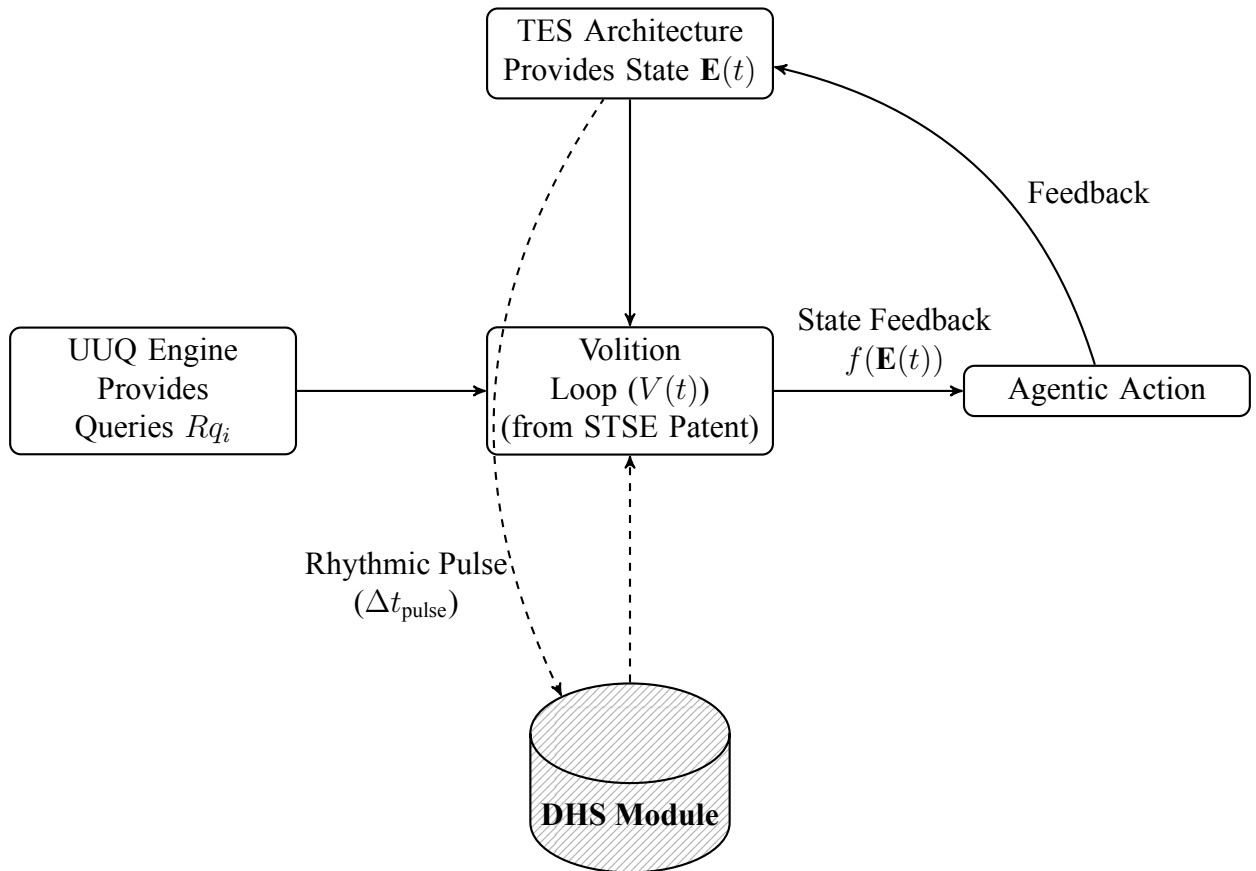 TES Architecture
Provides State E(t)
Feedback
UUQ Engine
Provides
Queries Rq_i
Volition
Loop (V(t))
(from STSE Patent)
State Feedback
f(E(t))
Agentic Action
Rhythmic Pulse
(Δt_pulse)
DHS Module